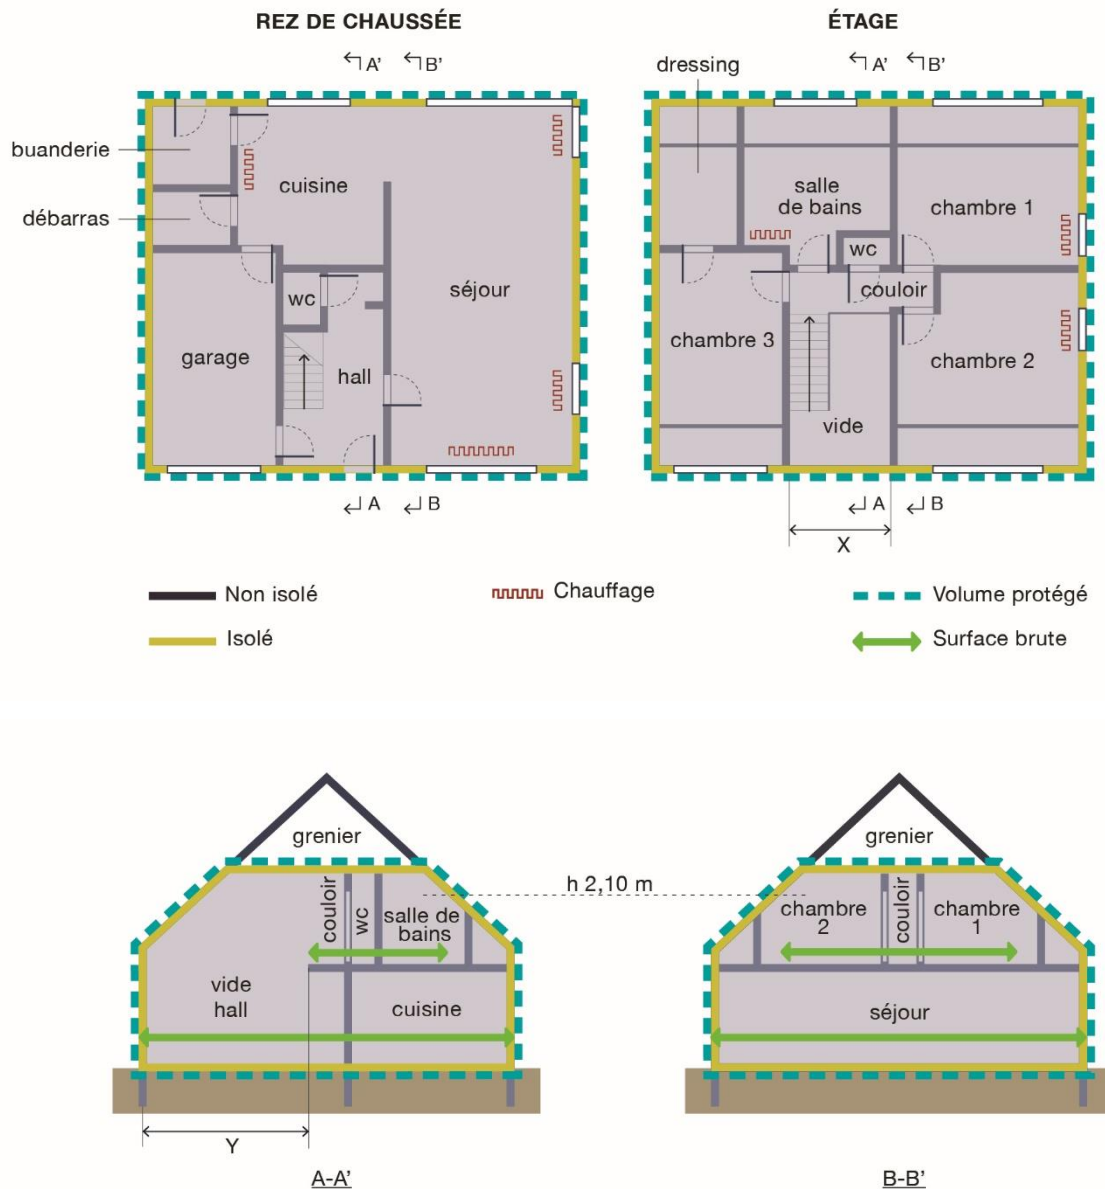 REZ DE CHAUSSÉE
A'
B'
buanderie
débarras
cuisine
wc
séjour
garage
hall
A
B
ÉTAGE
dressing
A'
B'
salle
de bains
chambre 1
wc
couloir
chambre 3
chambre 2
vide
A
B
X
Non isolé
Chauffage
Volume protégé
Isolé
Surface brute
grenier
couloir
wc
salle de
bains
h 2,10 m
vide
hall
cuisine
Y
A-A'
grenier
chambre
2
couloir
chambre
1
séjour
B-B'